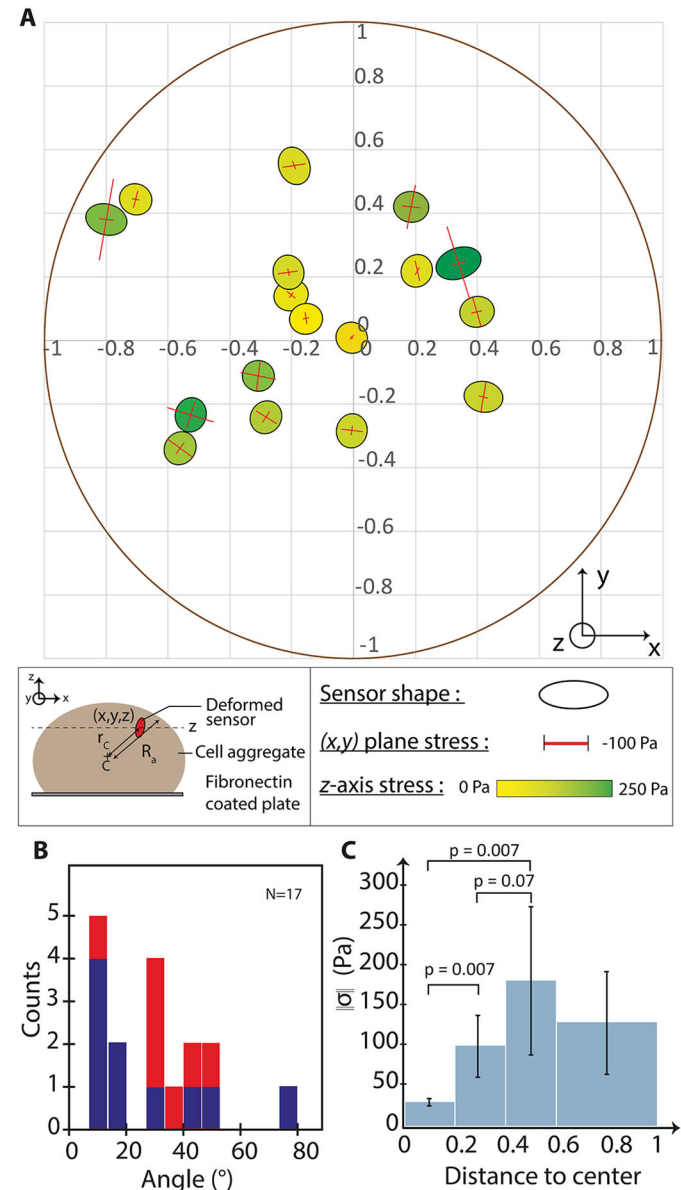 A
1
0.8
0.6
0.4
0.2
0
-1 -0.8 -0.6 -0.4 -0.2 0 0.2 0.4 0.6 0.8 1
-0.2
-0.4
-0.6
-0.8
-1
y
z x
z
y x
(x,y,z)
Deformed
sensor
z
r_c
R_a
C
Cell aggregate
Fibronectin
coated plate
Sensor shape :
(x,y) plane stress : -100 Pa
z-axis stress : 0 Pa 250 Pa
B
N=17
5
4
3
2
1
0
Counts
0 20 40 60 80
Angle (°)
C
p = 0.007
p = 0.07
p = 0.007
300
250
200
150
100
50
0
||σ|| (Pa)
0 0.2 0.4 0.6 0.8 1
Distance to center